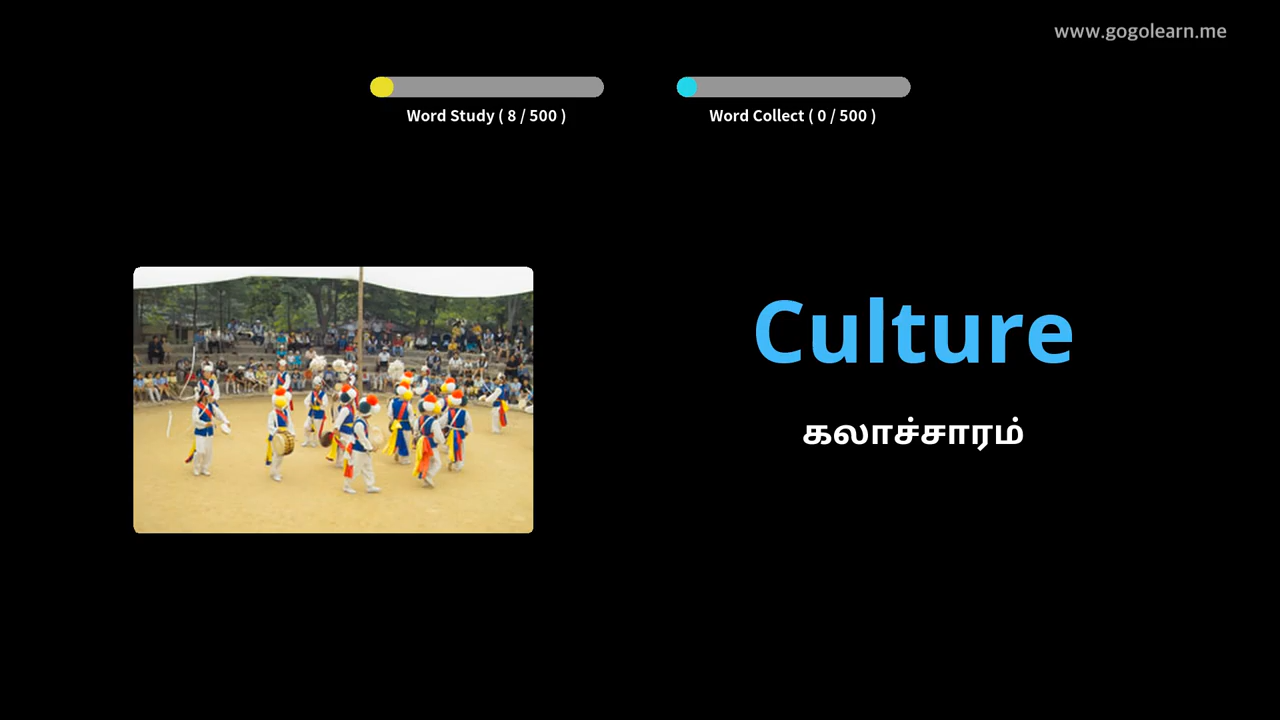 www.gogolearn.me
Word Study ( 8 / 500 )
Word Collect ( 0 / 500 )
Culture
கலாச்சாரம்